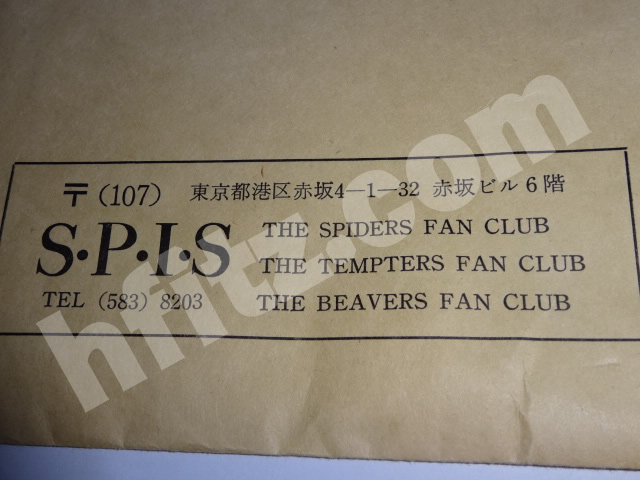 〒(107) 東京都港区赤坂4―1―32 赤坂ビル6階
S・P・I・S
THE SPIDERS FAN CLUB
THE TEMPTERS FAN CLUB
TEL (583) 8203 THE BEAVERS FAN CLUB
hfitz.com